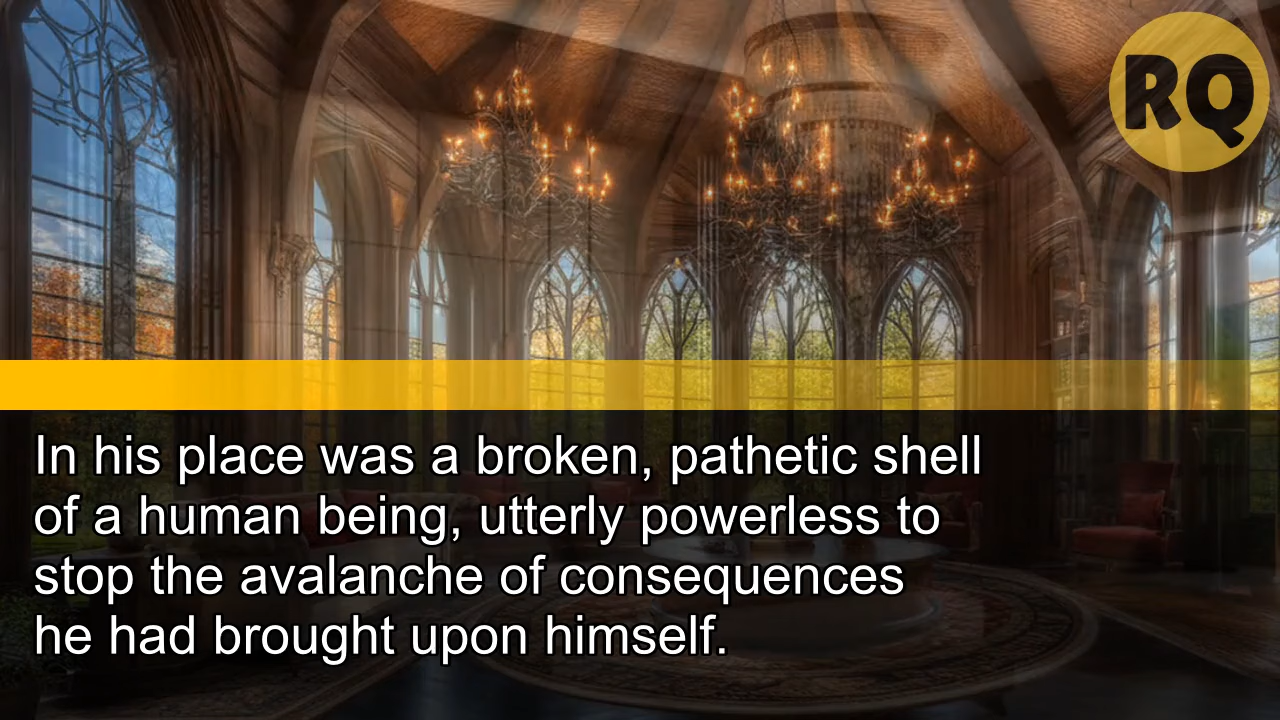 RQ
In his place was a broken, pathetic shell
of a human being, utterly powerless to
stop the avalanche of consequences
he had brought upon himself.